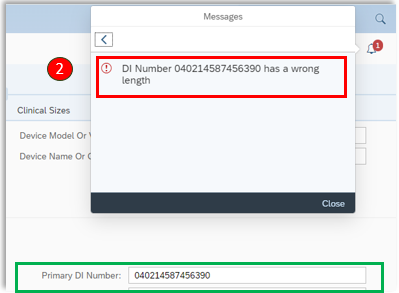 Messages
1
2
DI Number 040214587456390 has a wrong
length
Clinical Sizes
Device Model Or V
Device Name Or C
Close
Primary DI Number: 040214587456390